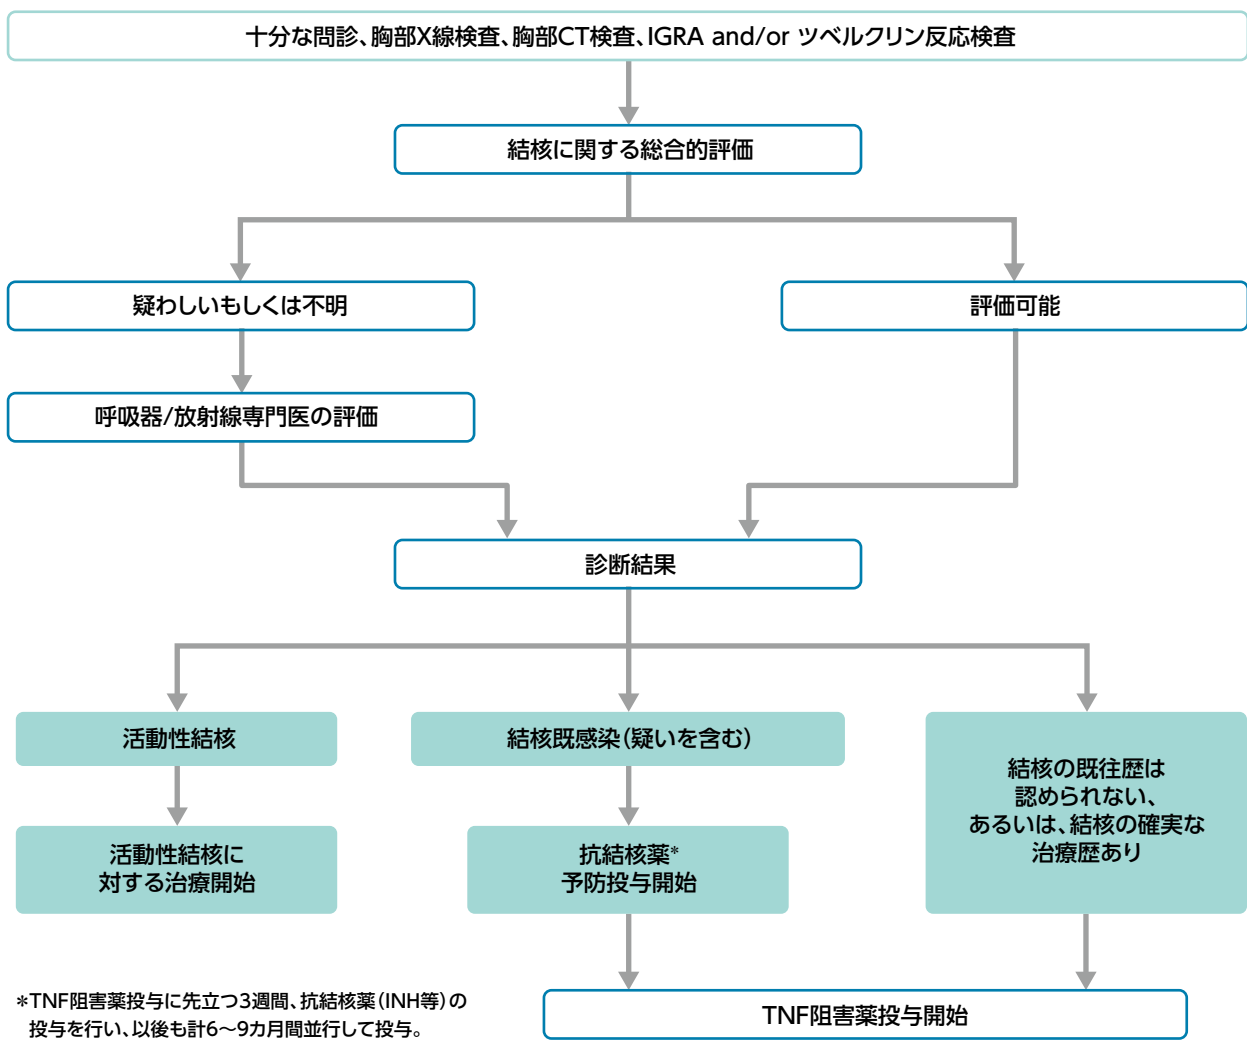 十分な問診、胸部X線検査、胸部CT検査、IGRA and/or ツベルクリン反応検査
結核に関する総合的評価
疑わしいもしくは不明
評価可能
呼吸器/放射線専門医の評価
診断結果
活動性結核
結核既感染(疑いを含む)
結核の既往歴は
認められない、
あるいは、結核の確実な
治療歴あり
活動性結核に
対する治療開始
抗結核薬*
予防投与開始
TNF阻害薬投与開始
*TNF阻害薬投与に先立つ3週間、抗結核薬(INH等)の
投与を行い、以後も計6〜9カ月間並行して投与。